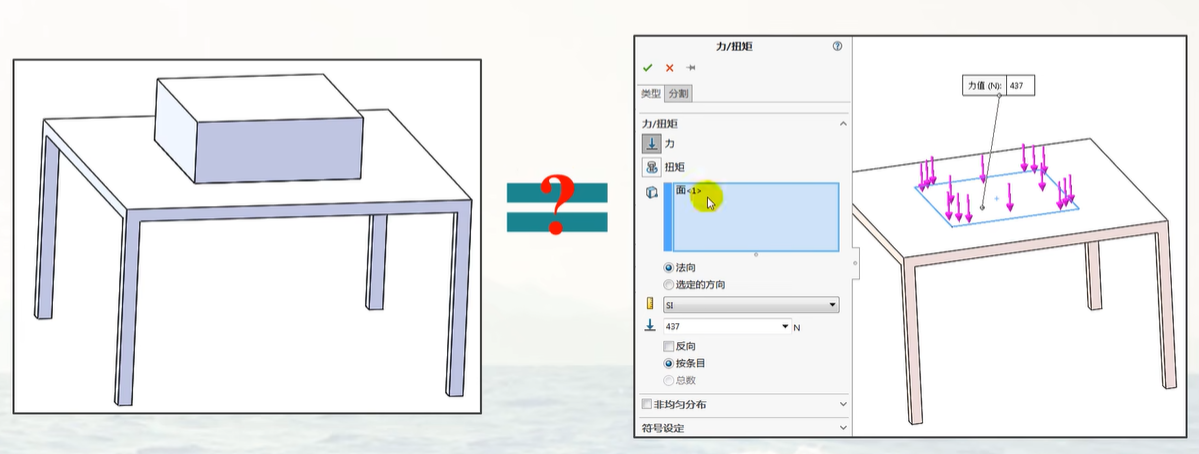 ?
力/扭矩
类型 分割
力/扭矩
力
扭矩
面<1>
法向
选定的方向
SI
437 N
反向
按条目
总数
非均匀分布
符号设定
力值 (N): 437